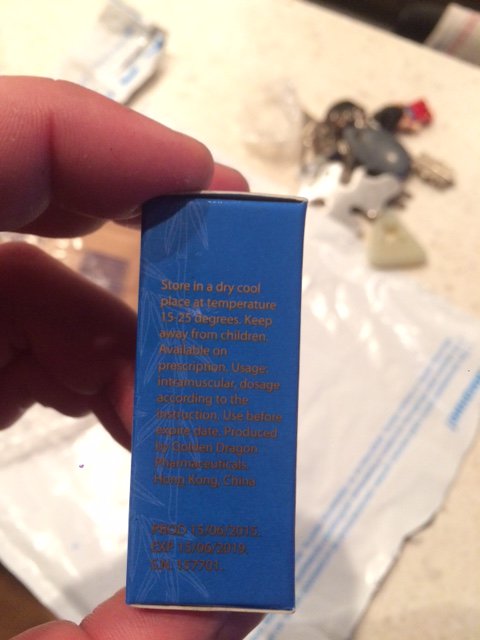 Store in a dry cool
place at temperature
15-25 degrees. Keep
away from children.
Available on
prescription. Usage:
intramuscular, dosage
according to the
instruction. Use before
expire date. Produced
by Golden Dragon
Pharmaceuticals.
Hong Kong, China
PROD 15/06/2015.
EXP 15/06/2019.
S.N. 157701.